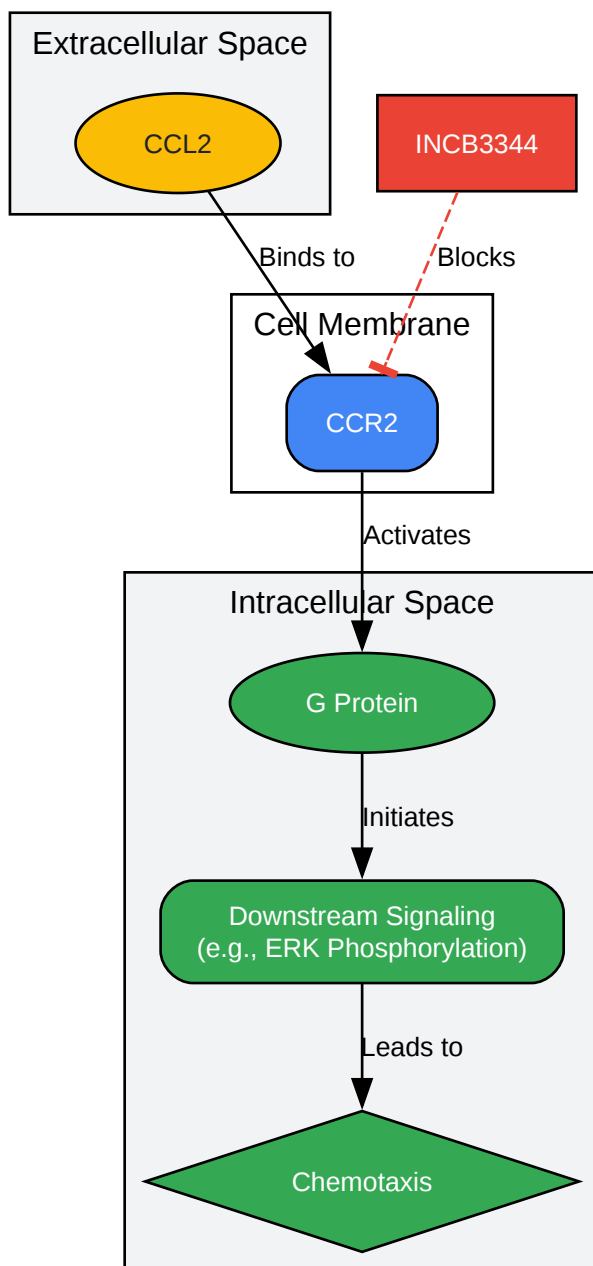 Extracellular Space
CCL2
INCB3344
Binds to
Blocks
Cell Membrane
CCR2
Activates
Intracellular Space
G Protein
Initiates
Downstream Signaling
(e.g., ERK Phosphorylation)
Leads to
Chemotaxis